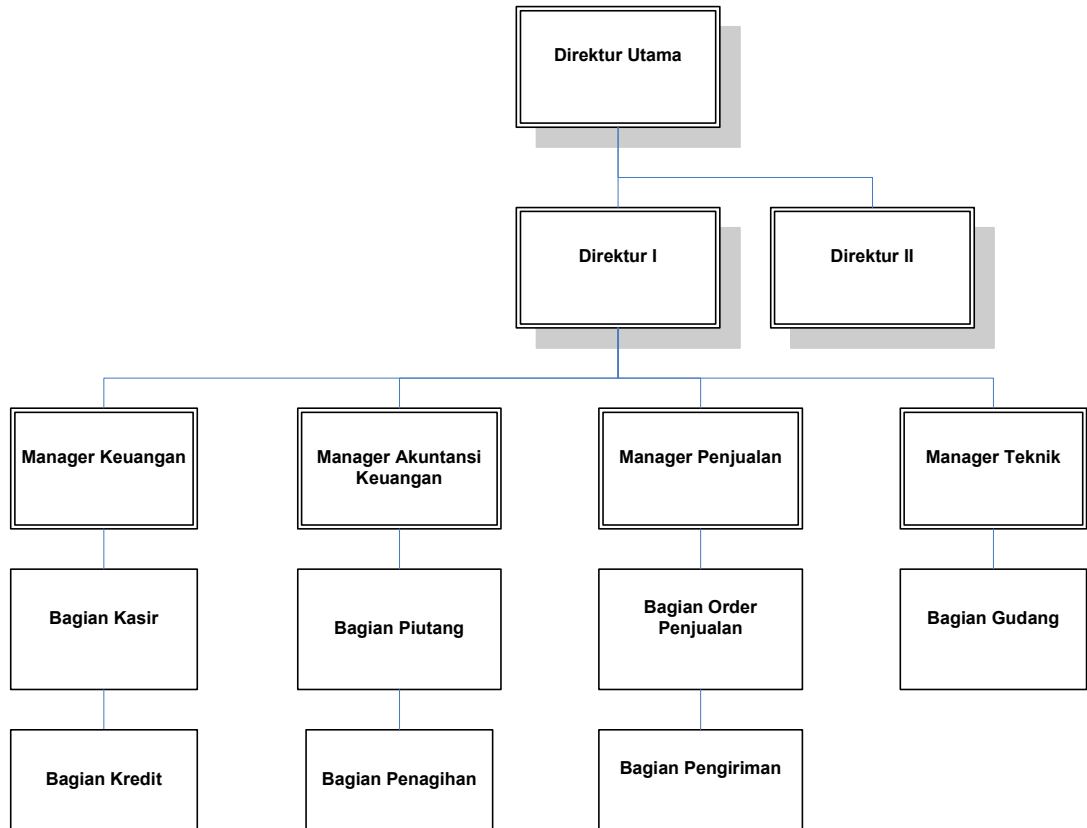 Direktur Utama
Direktur I
Direktur II
Manager Keuangan
Manager Akuntansi
Keuangan
Manager Penjualan
Manager Teknik
Bagian Kasir
Bagian Piutang
Bagian Order
Penjualan
Bagian Gudang
Bagian Kredit
Bagian Penagihan
Bagian Pengiriman